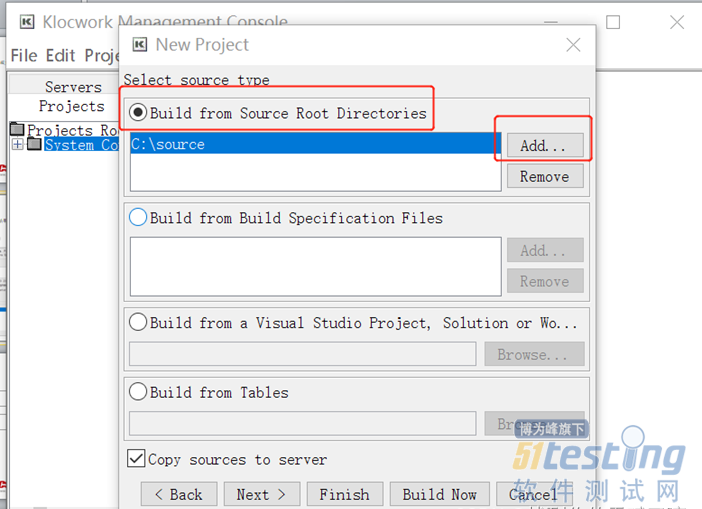 Klocwork Management Console
File Edit Proje
New Project
Servers
Projects
Projects Ro
System Co
Select source type
Build from Source Root Directories
C:\source
Add...
Remove
Build from Build Specification Files
Add...
Remove
Build from a Visual Studio Project, Solution or Wo...
Browse...
Build from Tables
博为峰旗下
51testing
软件测试网
Copy sources to server
< Back
Next >
Finish
Build Now
Cancel